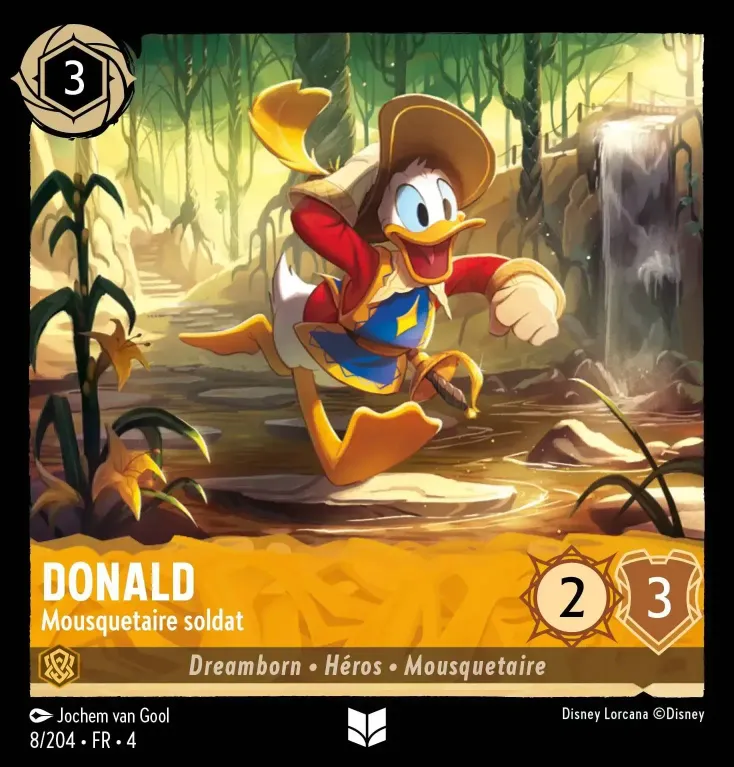 3
DONALD
Mousquetaire soldat
2
3
Dreamborn • Héros • Mousquetaire
Jochem van Gool
Disney Lorcana ©Disney
8/204 • FR • 4